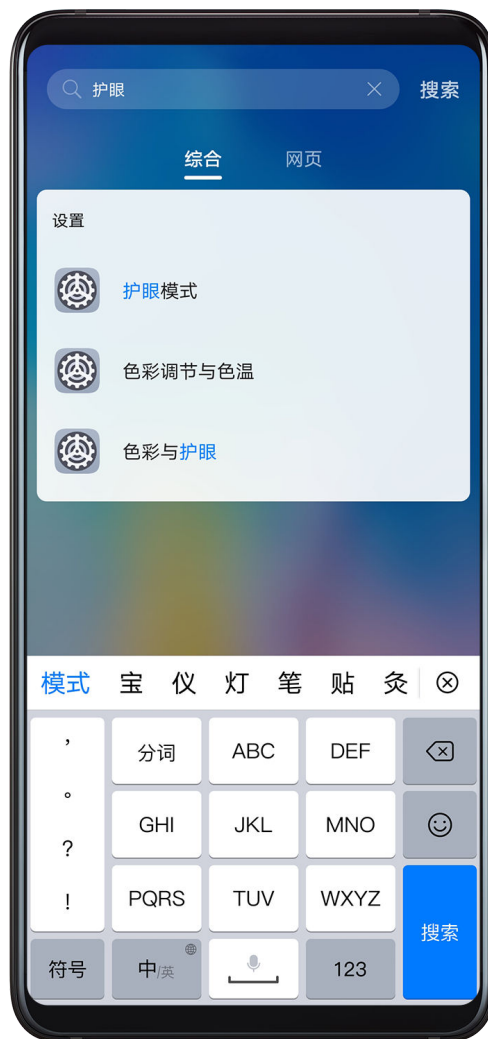 护眼 搜索
综合 网页
设置
护眼模式
色彩调节与色温
色彩与护眼
模式 宝 仪 灯 笔 贴 灸
， 分词 ABC DEF
。
GHI JKL MNO
？
！ PQRS TUV WXYZ
搜索
符号 中/英 123